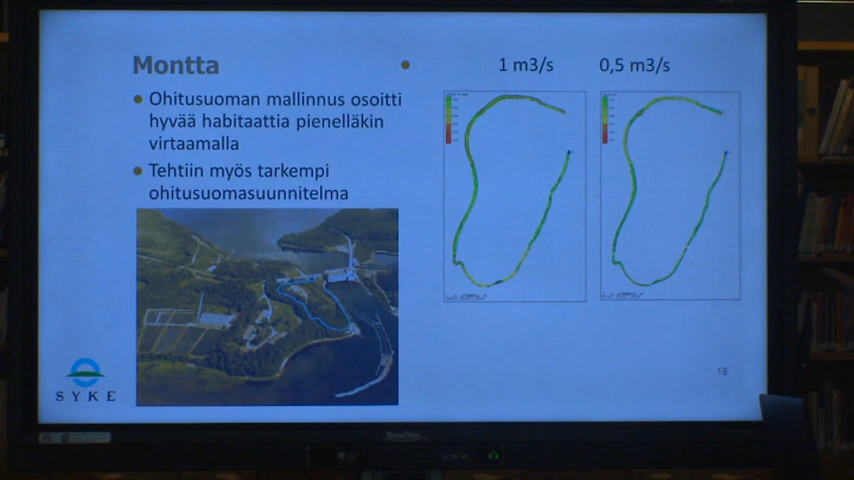 Montta
1 m3/s
0,5 m3/s
Ohitusuoman mallinnus osoitti
hyvää habitaattia pienelläkin
virtaamalla
Tehtiin myös tarkempi
ohitusuomasuunnitelma
SYKE
18
Newline